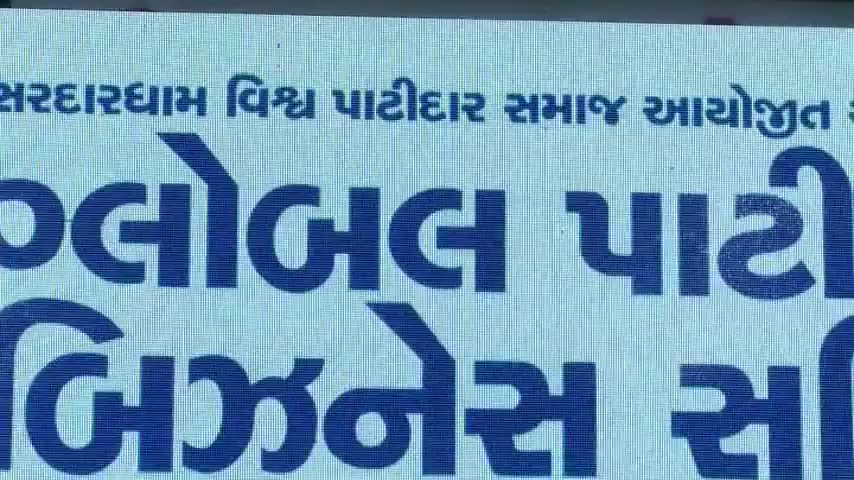 સરદારધામ વિશ્વ પાટીદાર સમાજ આયોજીત
ગ્લોબલ પાટી
બિઝનેસ સ